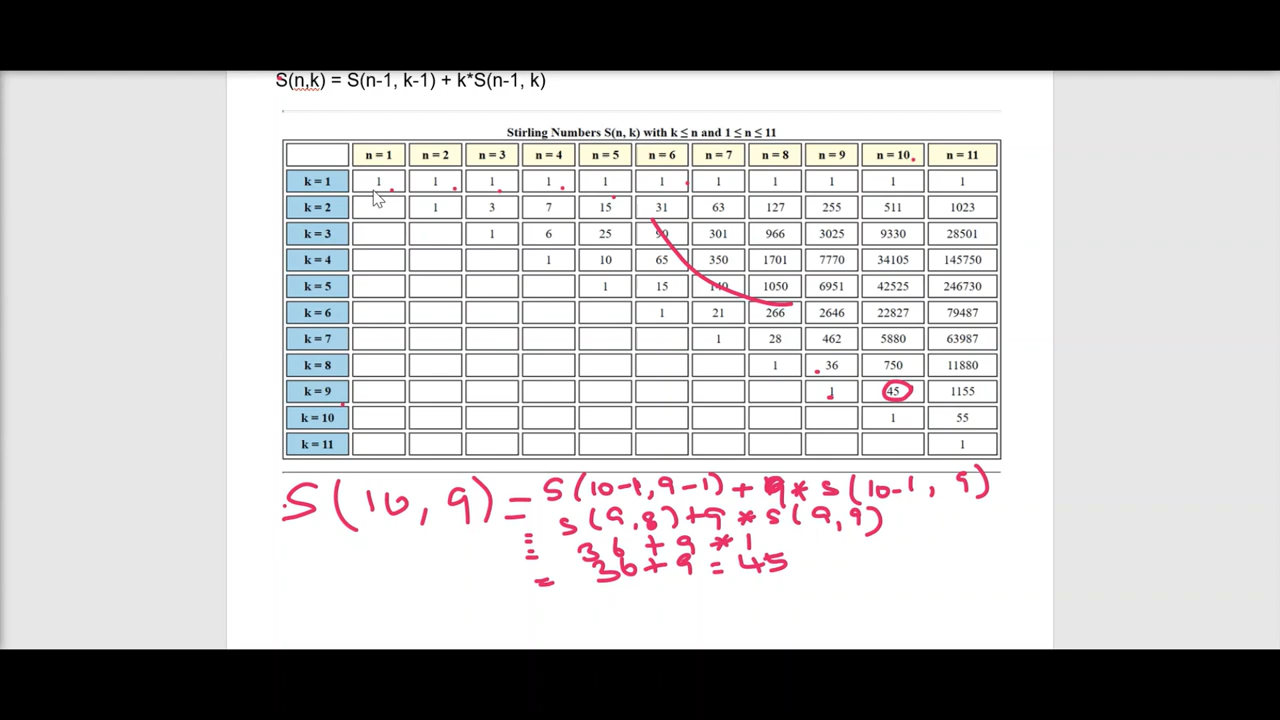 S(n,k) = S(n-1, k-1) + k*S(n-1, k)
Stirling Numbers S(n, k) with k ≤ n and 1 ≤ n ≤ 11
n = 1 n = 2 n = 3 n = 4 n = 5 n = 6 n = 7 n = 8 n = 9 n = 10 n = 11
k = 1 1 1 1 1 1 1 1 1 1 1 1
k = 2 1 3 7 15 31 63 127 255 511 1023
k = 3 1 6 25 90 301 966 3025 9330 28501
k = 4 1 10 65 350 1701 7770 34105 145750
k = 5 1 15 140 1050 6951 42525 246730
k = 6 1 21 266 2646 22827 79487
k = 7 1 28 462 5880 63987
k = 8 1 36 750 11880
k = 9 1 45 1155
k = 10 1 55
k = 11 1
S(10, 9) = S(10-1, 9-1) + 9 * S(10-1, 9)
S(9,8) + 9 * S(9,9)
= 36 + 9 * 1
= 36 + 9 = 45